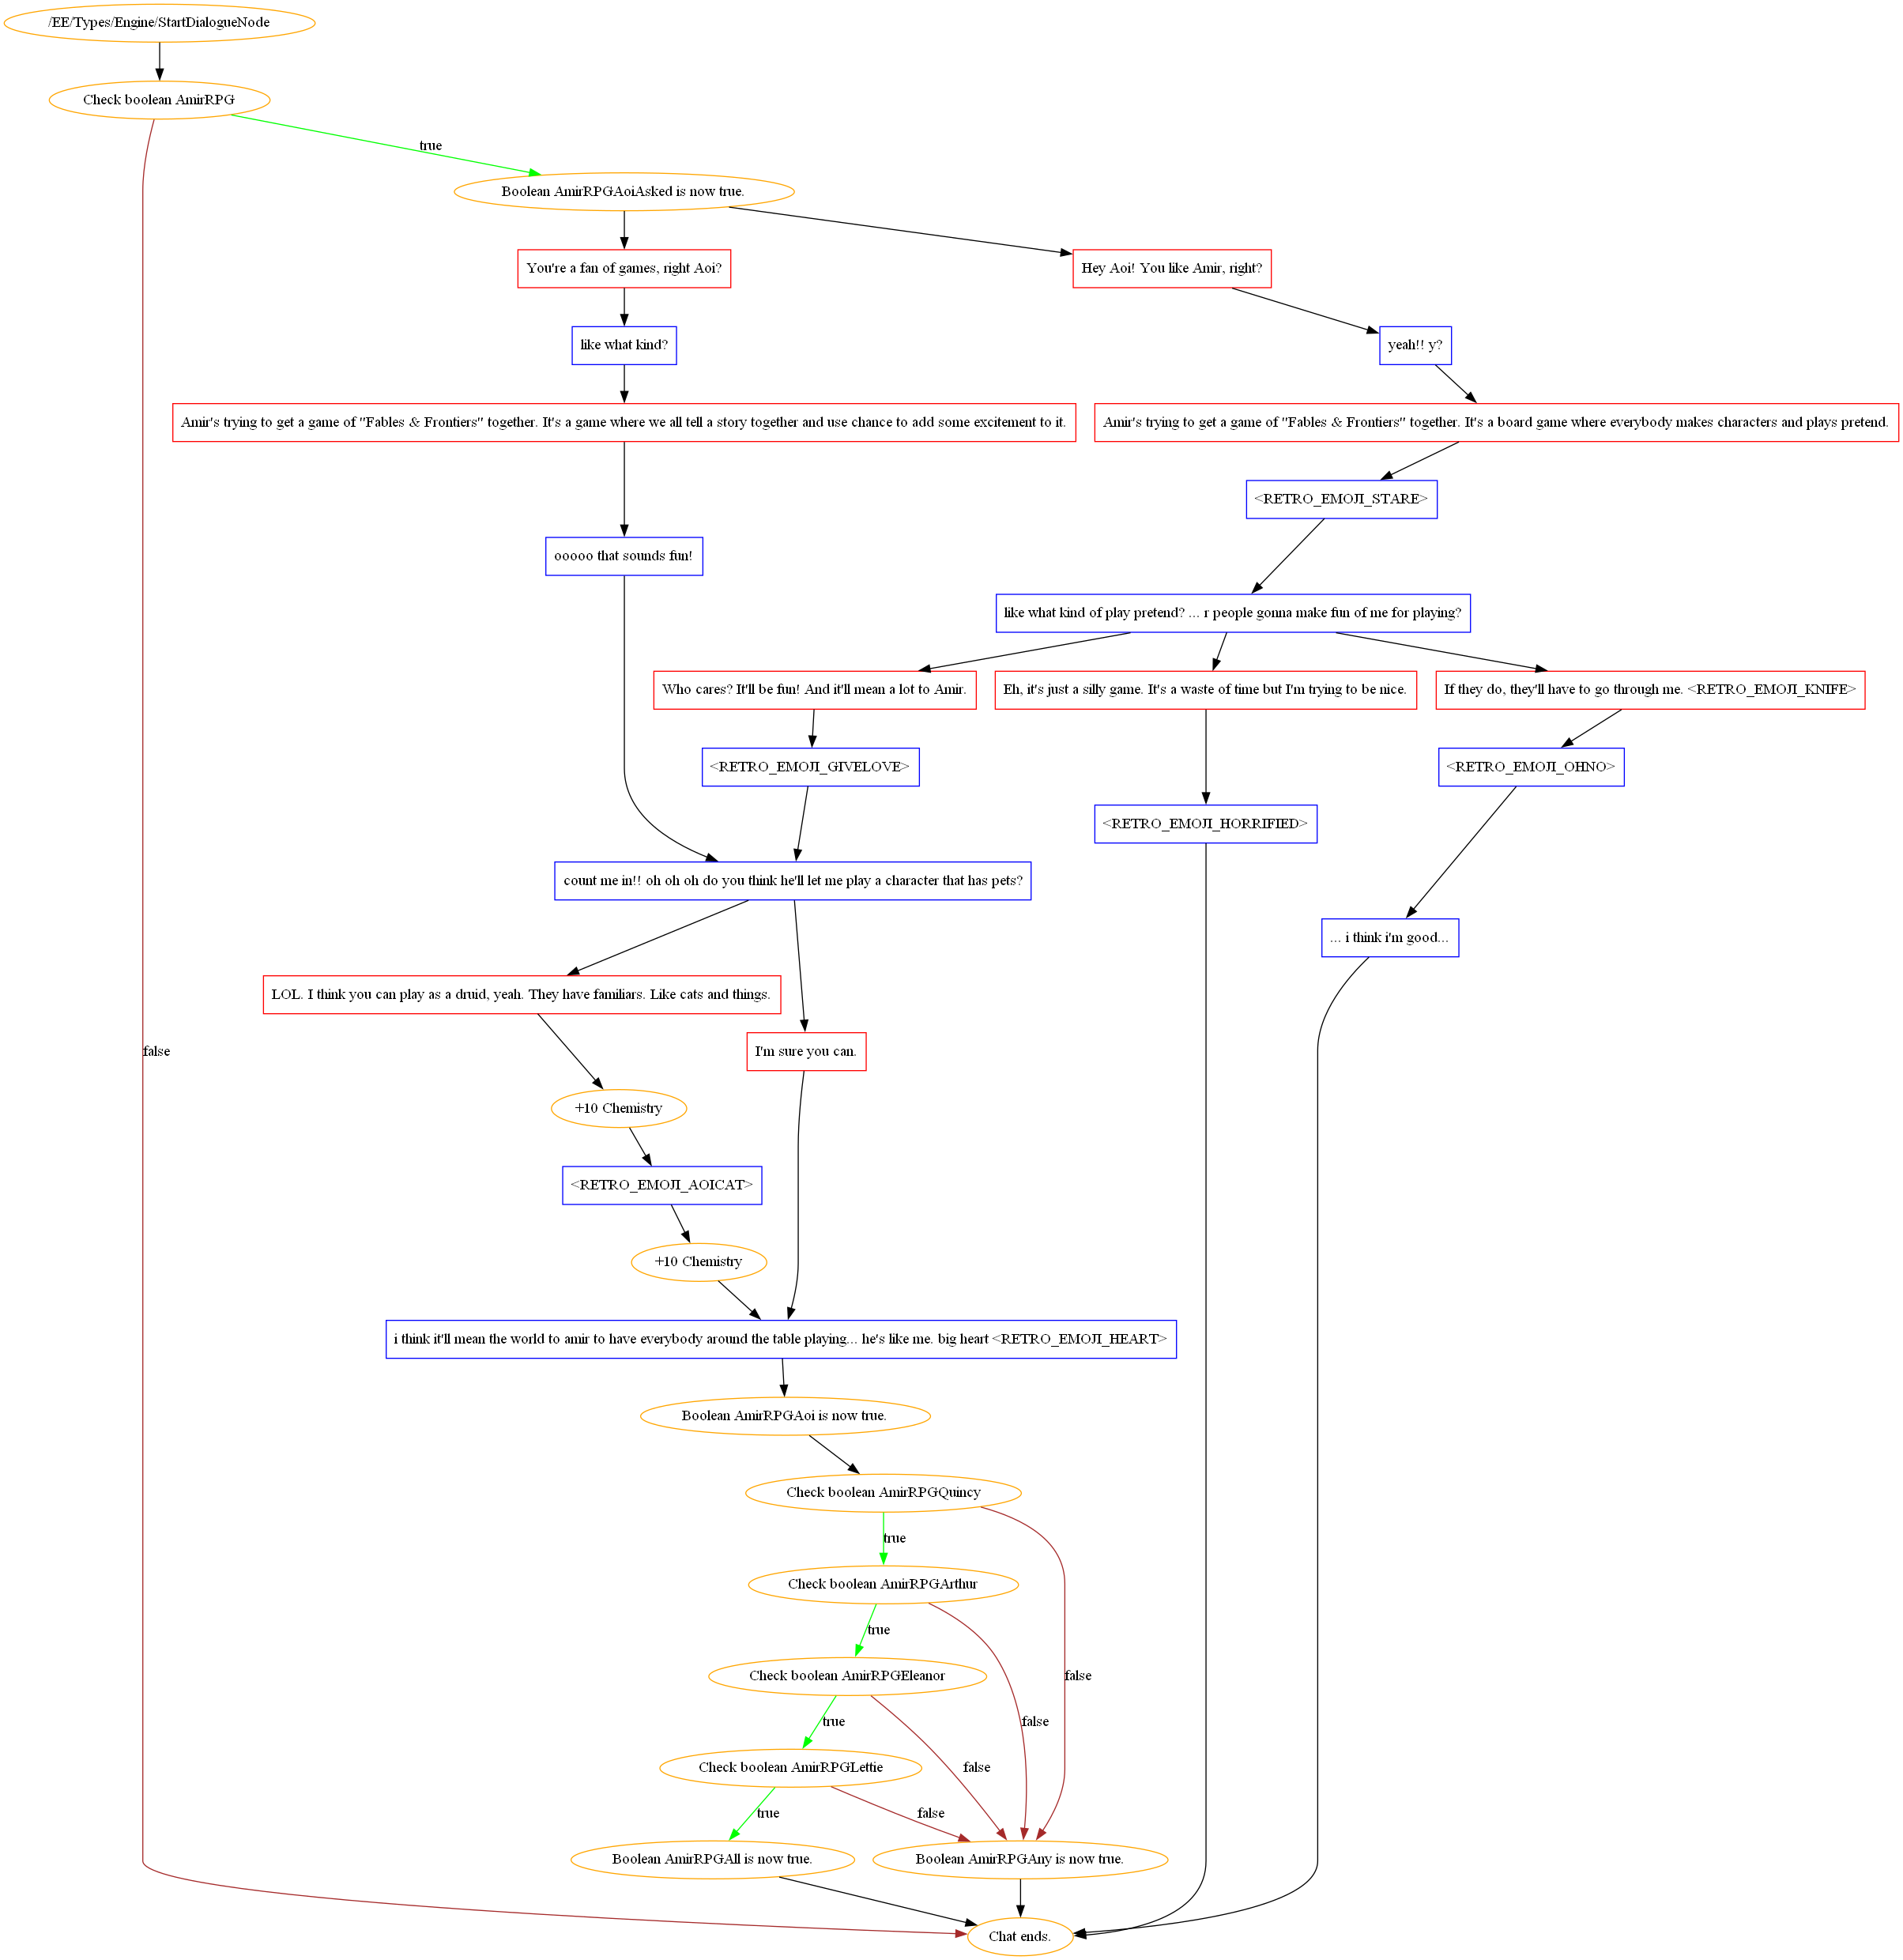 /EE/Types/Engine/StartDialogueNode
Check boolean AmirRPG
true
Boolean AmirRPGAoiAsked is now true.
You're a fan of games, right Aoi?
Hey Aoi! You like Amir, right?
like what kind?
yeah!! y?
Amir's trying to get a game of "Fables & Frontiers" together. It's a game where we all tell a story together and use chance to add some excitement to it.
Amir's trying to get a game of "Fables & Frontiers" together. It's a board game where everybody makes characters and plays pretend.
<RETRO_EMOJI_STARE>
ooooo that sounds fun!
like what kind of play pretend? ... r people gonna make fun of me for playing?
Who cares? It'll be fun! And it'll mean a lot to Amir.
Eh, it's just a silly game. It's a waste of time but I'm trying to be nice.
If they do, they'll have to go through me. <RETRO_EMOJI_KNIFE>
<RETRO_EMOJI_GIVELOVE>
<RETRO_EMOJI_OHNO>
<RETRO_EMOJI_HORRIFIED>
count me in!! oh oh oh do you think he'll let me play a character that has pets?
... i think i'm good...
LOL. I think you can play as a druid, yeah. They have familiars. Like cats and things.
false
I'm sure you can.
+10 Chemistry
<RETRO_EMOJI_AOICAT>
+10 Chemistry
i think it'll mean the world to amir to have everybody around the table playing... he's like me. big heart <RETRO_EMOJI_HEART>
Boolean AmirRPGAoi is now true.
Check boolean AmirRPGQuincy
true
Check boolean AmirRPGArthur
true
Check boolean AmirRPGEleanor
false
true
false
Check boolean AmirRPGLettie
false
true
false
Boolean AmirRPGAll is now true.
Boolean AmirRPGAny is now true.
Chat ends.